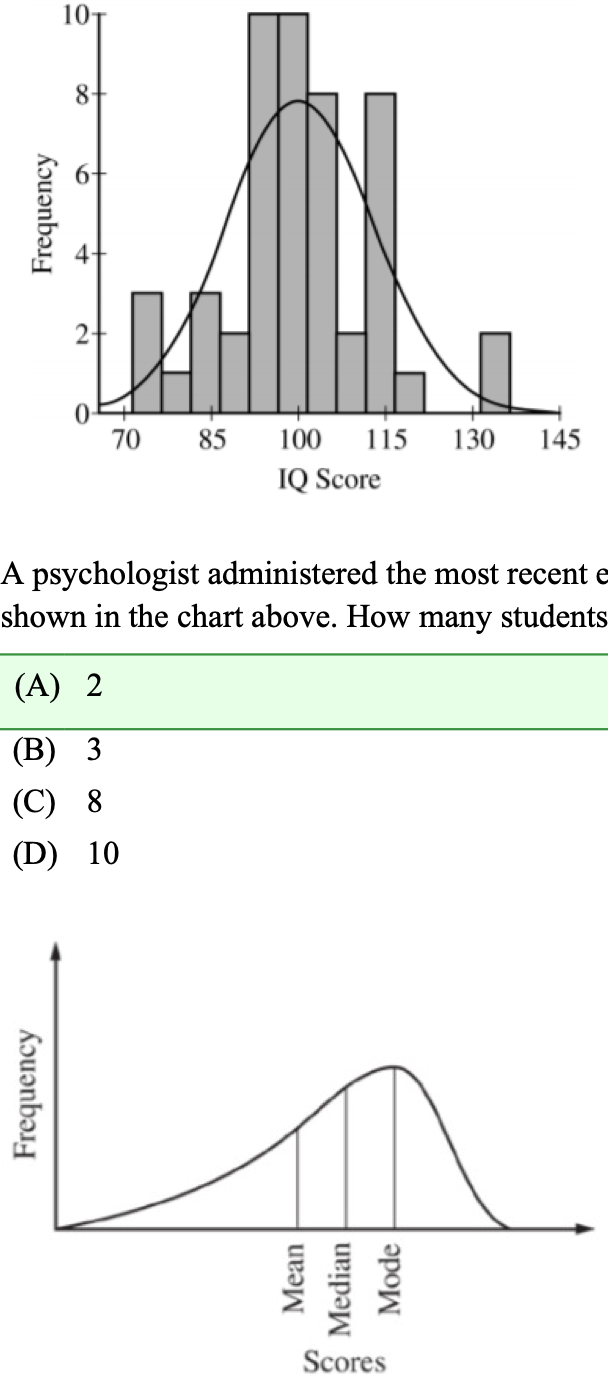 10
8
6
4
2
0
Frequency
70 85 100 115 130 145
IQ Score
A psychologist administered the most recent e
shown in the chart above. How many students
(A) 2
(B) 3
(C) 8
(D) 10
Frequency
Mean
Median
Mode
Scores